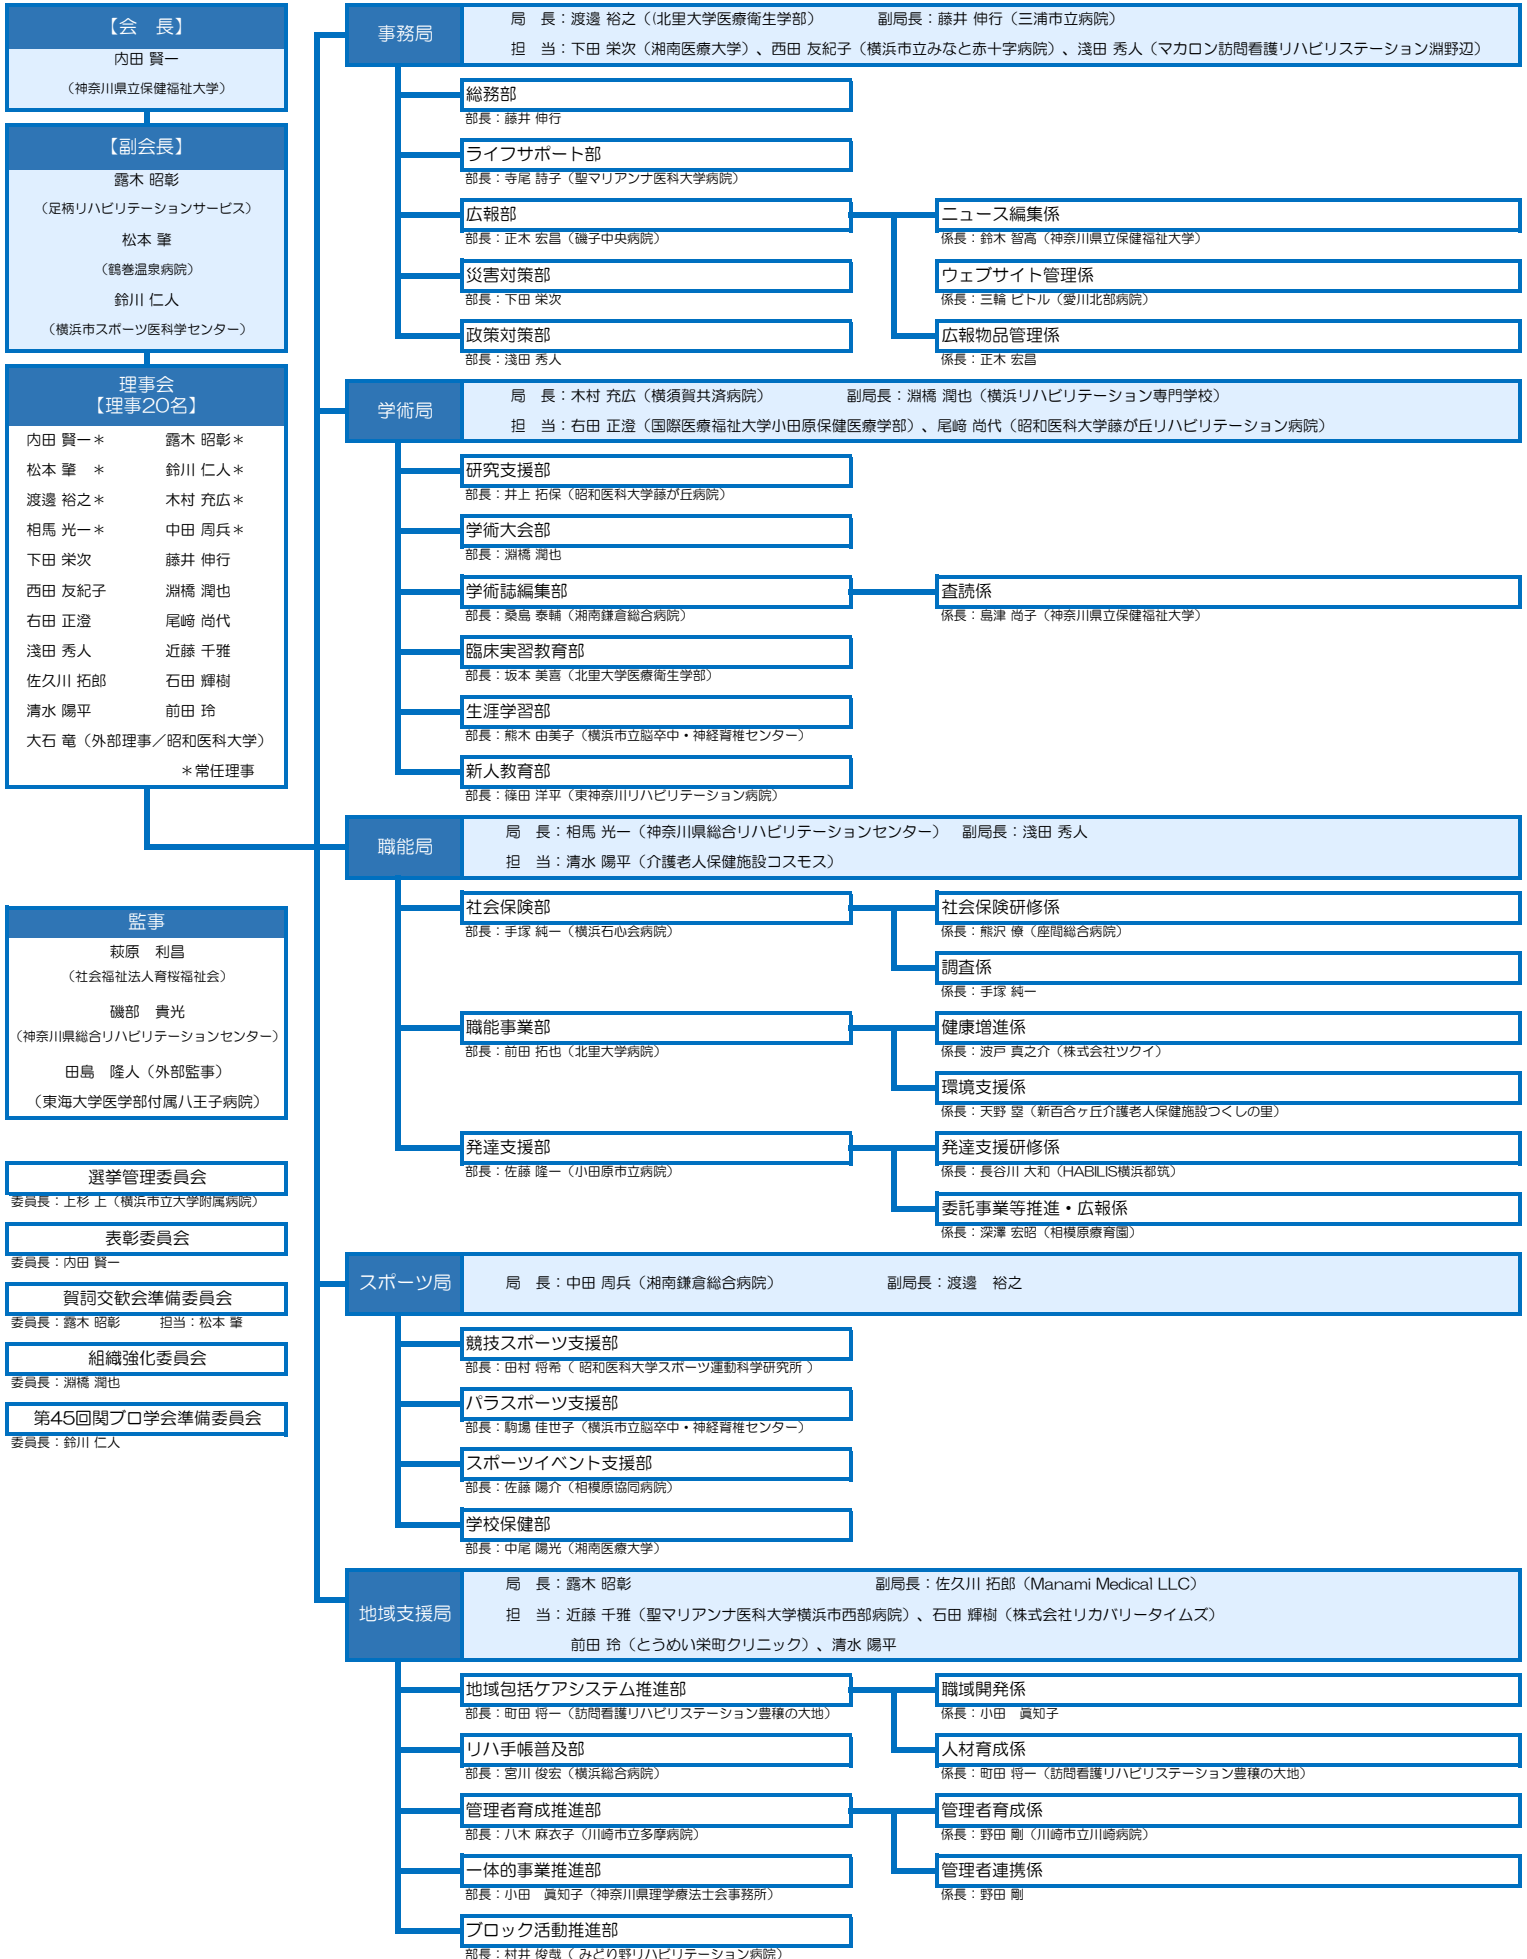 【会　長】
内田 賢一
（神奈川県立保健福祉大学）
【副会長】
露木 昭彰
（足柄リハビリテーションサービス）
松本 肇
（鶴巻温泉病院）
鈴川 仁人
（横浜市スポーツ医科学センター）
理事会
【理事20名】
内田 賢一＊　露木 昭彰＊
松本 肇　＊　鈴川 仁人＊
渡邊 裕之＊　木村 充広＊
相馬 光一＊　中田 周兵＊
下田 栄次　藤井 伸行
西田 友紀子　淵橋 潤也
右田 正澄　尾﨑 尚代
淺田 秀人　近藤 千雅
佐久川 拓郎　石田 輝樹
清水 陽平　前田 玲
大石 竜（外部理事／昭和医科大学）
＊常任理事
監事
萩原　利昌
（社会福祉法人育桜福祉会）
磯部　貴光
（神奈川県総合リハビリテーションセンター）
田島　隆人（外部監事）
（東海大学医学部付属八王子病院）
選挙管理委員会
委員長：上杉 上（横浜市立大学附属病院）
表彰委員会
委員長：内田 賢一
賀詞交歓会準備委員会
委員長：露木 昭彰　担当：松本 肇
組織強化委員会
委員長：淵橋 潤也
第45回関ブロ学会準備委員会
委員長：鈴川 仁人
事務局
局　長：渡邊 裕之（(北里大学医療衛生学部）　副局長：藤井 伸行（三浦市立病院）
担　当：下田 栄次（湘南医療大学）、西田 友紀子（横浜市立みなと赤十字病院）、淺田 秀人（マカロン訪問看護リハビリステーション淵野辺）
総務部
部長：藤井 伸行
ライフサポート部
部長：寺尾 詩子（聖マリアンナ医科大学病院）
広報部
部長：正木 宏昌（磯子中央病院）
ニュース編集係
係長：鈴木 智高（神奈川県立保健福祉大学）
災害対策部
部長：下田 栄次
ウェブサイト管理係
係長：三輪 ビトル（愛川北部病院）
政策対策部
部長：淺田 秀人
広報物品管理係
係長：正木 宏昌
学術局
局　長：木村 充広（横須賀共済病院）　副局長：淵橋 潤也（横浜リハビリテーション専門学校）
担　当：右田 正澄（国際医療福祉大学小田原保健医療学部）、尾﨑 尚代（昭和医科大学藤が丘リハビリテーション病院）
研究支援部
部長：井上 拓保（昭和医科大学藤が丘病院）
学術大会部
部長：淵橋 潤也
学術誌編集部
部長：桑島 泰輔（湘南鎌倉総合病院）
査読係
係長：島津 尚子（神奈川県立保健福祉大学）
臨床実習教育部
部長：坂本 美喜（北里大学医療衛生学部）
生涯学習部
部長：熊木 由美子（横浜市立脳卒中・神経脊椎センター）
新人教育部
部長：篠田 洋平（東神奈川リハビリテーション病院）
職能局
局　長：相馬 光一（神奈川県総合リハビリテーションセンター）　副局長：淺田 秀人
担　当：清水 陽平（介護老人保健施設コスモス）
社会保険部
部長：手塚 純一（横浜石心会病院）
社会保険研修係
係長：熊沢 僚（座間総合病院）
調査係
係長：手塚 純一
職能事業部
部長：前田 拓也（北里大学病院）
健康増進係
係長：波戸 真之介（株式会社ツクイ）
環境支援係
係長：天野 塁（新百合ヶ丘介護老人保健施設つくしの里）
発達支援部
部長：佐藤 隆一（小田原市立病院）
発達支援研修係
係長：長谷川 大和（HABILIS横浜都筑）
委託事業等推進・広報係
係長：深澤 宏昭（相模原療育園）
スポーツ局
局　長：中田 周兵（湘南鎌倉総合病院）　副局長：渡邊　裕之
競技スポーツ支援部
部長：田村 将希（ 昭和医科大学スポーツ運動科学研究所 ）
パラスポーツ支援部
部長：駒場 佳世子（横浜市立脳卒中・神経脊椎センター）
スポーツイベント支援部
部長：佐藤 陽介（相模原協同病院）
学校保健部
部長：中尾 陽光（湘南医療大学）
地域支援局
局　長：露木 昭彰　副局長：佐久川 拓郎（Manami Medical LLC）
担　当：近藤 千雅（聖マリアンナ医科大学横浜市西部病院）、石田 輝樹（株式会社リカバリータイムズ）
前田 玲（とうめい栄町クリニック）、清水 陽平
地域包括ケアシステム推進部
部長：町田 将一（訪問看護リハビリステーション豊穣の大地）
職域開発係
係長：小田　眞知子
リハ手帳普及部
部長：宮川 俊宏（横浜総合病院）
人材育成係
係長：町田 将一（訪問看護リハビリステーション豊穣の大地）
管理者育成推進部
部長：八木 麻衣子（川崎市立多摩病院）
管理者育成係
係長：野田 剛（川崎市立川崎病院）
一体的事業推進部
部長：小田　眞知子（神奈川県理学療法士会事務所）
管理者連携係
係長：野田 剛
ブロック活動推進部
部長：村井 俊哉（ みどり野リハビリテーション病院）